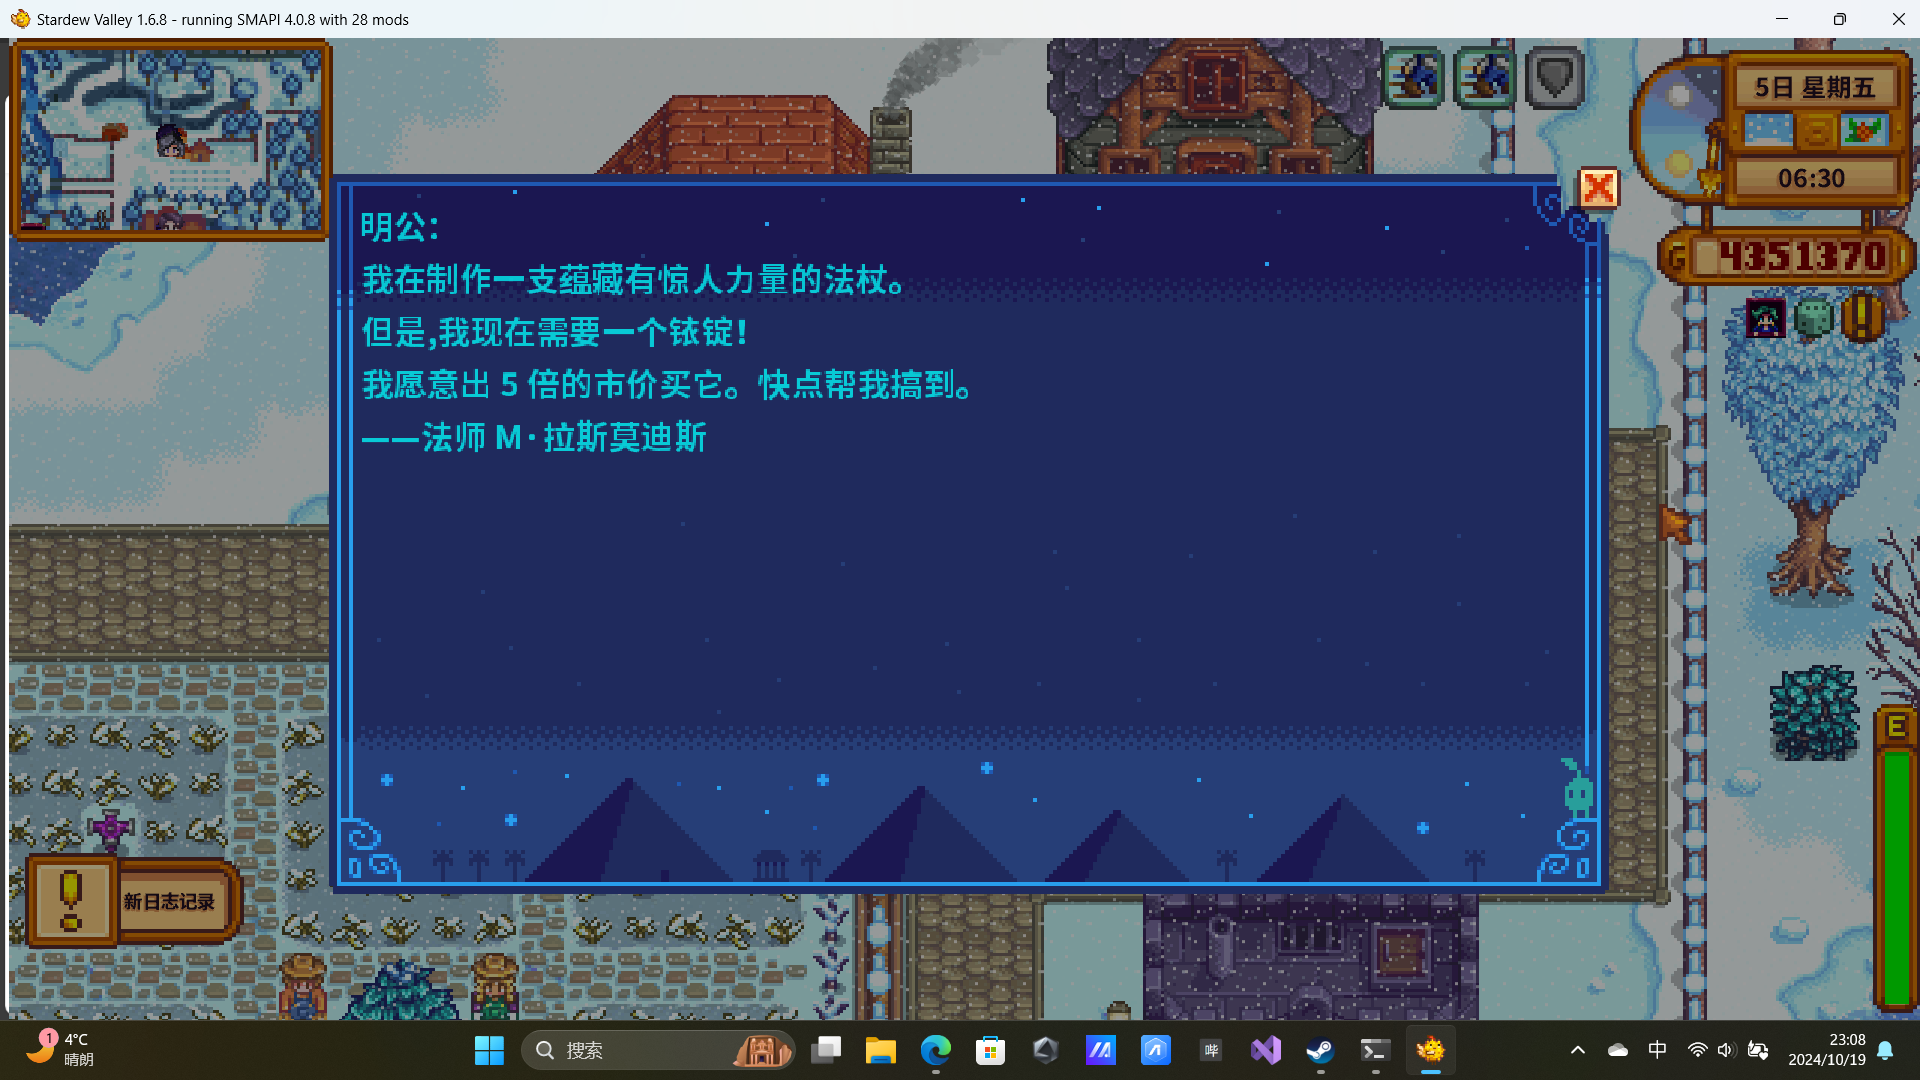 Stardew Valley 1.6.8 - running SMAPI 4.0.8 with 28 mods
5日 星期五
06:30
G 4351370
明公：
我在制作一支蕴藏有惊人力量的法杖。
但是,我现在需要一个铱锭！
我愿意出 5 倍的市价买它。快点帮我搞到。
——法师 M·拉斯莫迪斯
E
新日志记录
1
4°C
晴朗
搜索
哔
中
23:08
2024/10/19